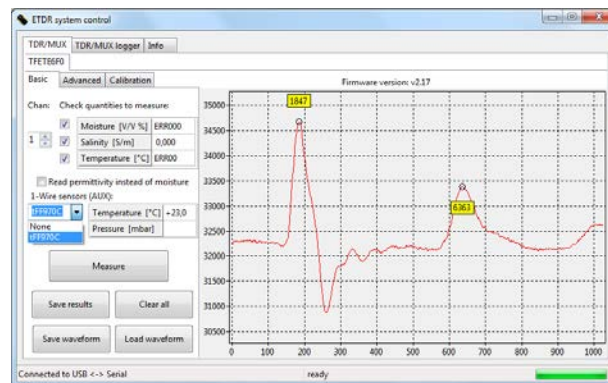 ETDR system control
TDR/MUX TDR/MUX logger Info
TFETE6F0
Basic Advanced Calibration
Firmware version: v2.17
Chan: Check quantities to measure:
1 Moisture [V/V %] ERR000
Salinity [S/m] 0,000
Temperature [°C] ERR00
Read permittivity instead of moisture
1-Wire sensors (AUX):
tFF970C Temperature [°C] +23,0
None Pressure [mbar]
tFF970C
Measure
Save results Clear all
Save waveform Load waveform
35000
34500
34000
33500
33000
32500
32000
31500
31000
30500
1847
6363
0 100 200 300 400 500 600 700 800 900 1000
Connected to USB <-> Serial ready